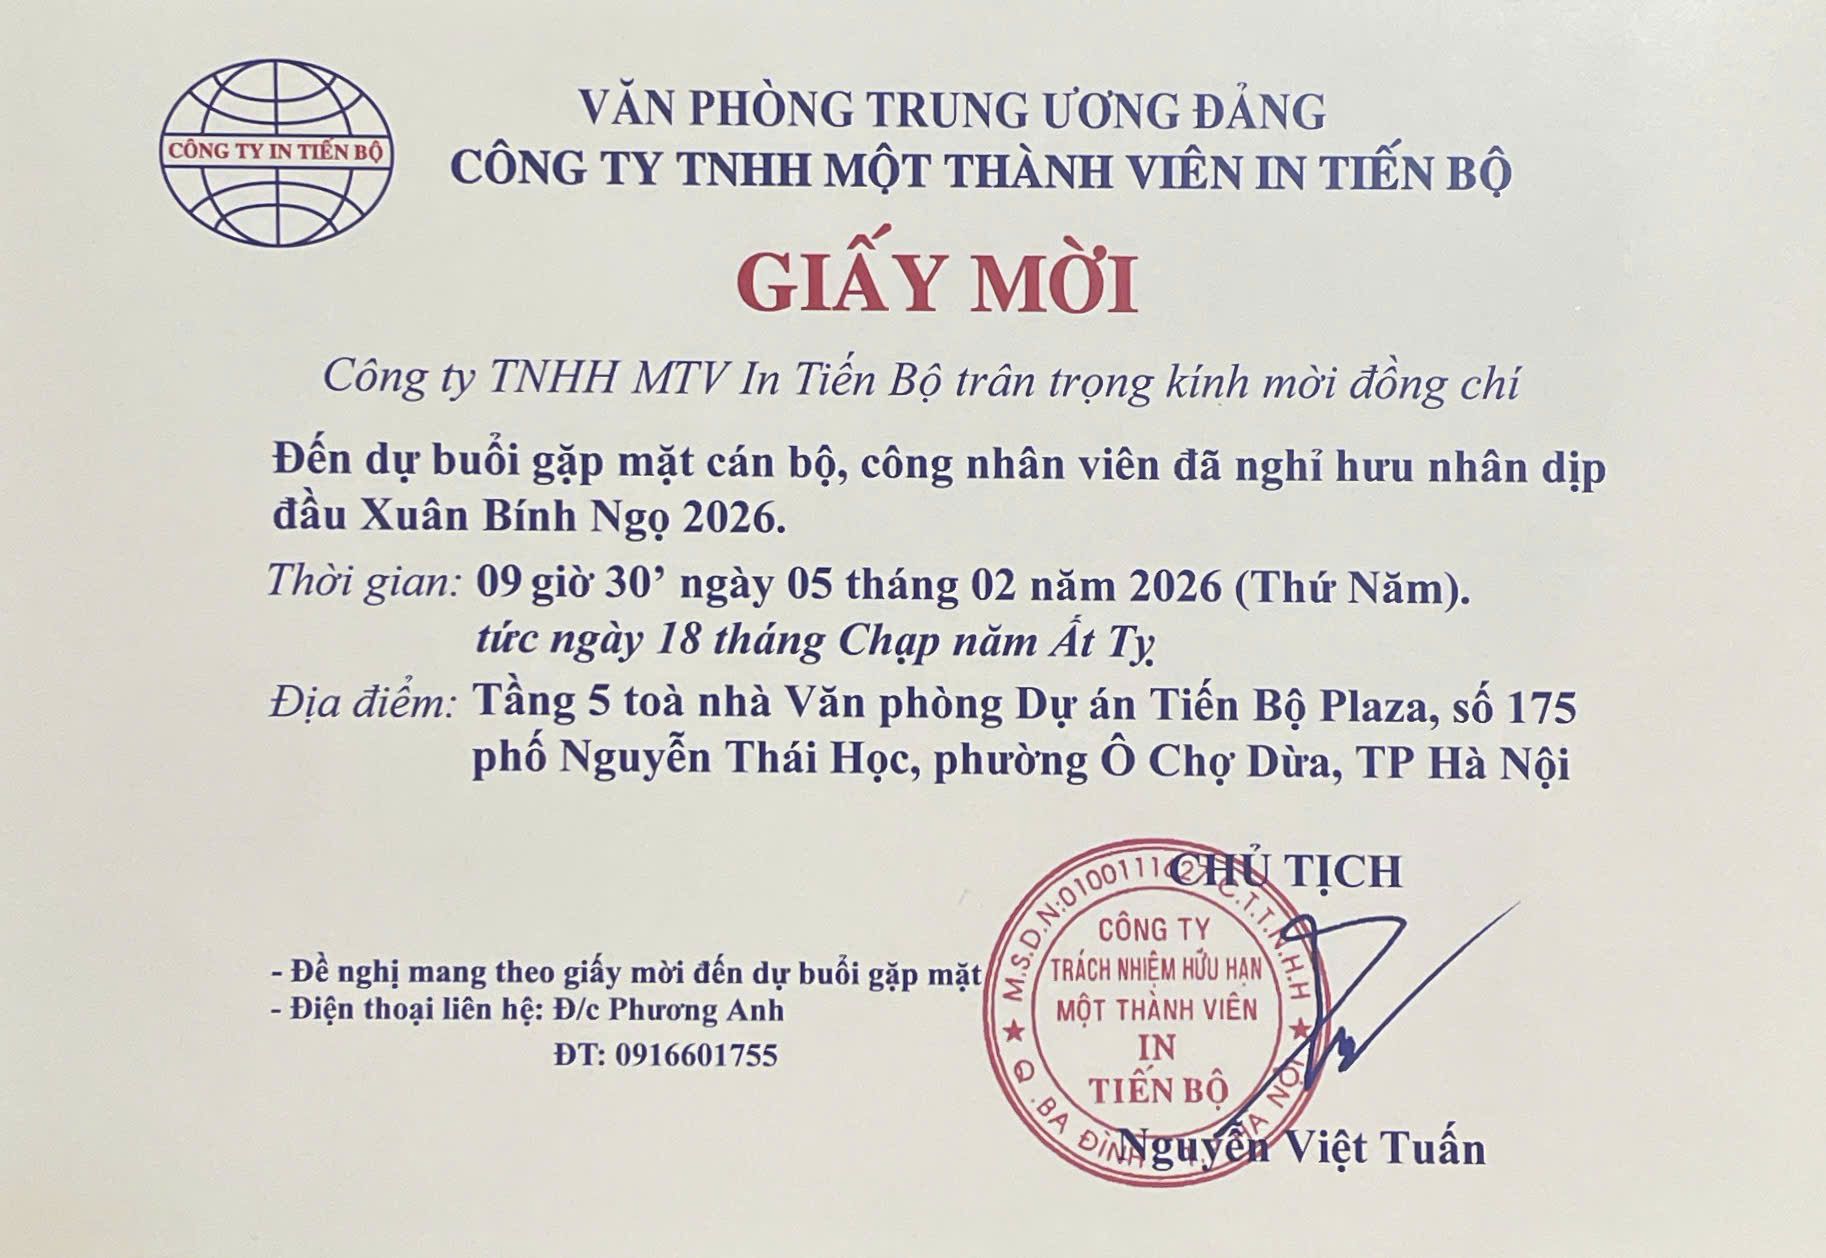 CÔNG TY IN TIẾN BỘ
VĂN PHÒNG TRUNG ƯƠNG ĐẢNG
CÔNG TY TNHH MỘT THÀNH VIÊN IN TIẾN BỘ
GIẤY MỜI
Công ty TNHH MTV In Tiến Bộ trân trọng kính mời đồng chí
Đến dự buổi gặp mặt cán bộ, công nhân viên đã nghỉ hưu nhân dịp
đầu Xuân Bính Ngọ 2026.
Thời gian: 09 giờ 30’ ngày 05 tháng 02 năm 2026 (Thứ Năm).
tức ngày 18 tháng Chạp năm Ất Tỵ
Địa điểm: Tầng 5 toà nhà Văn phòng Dự án Tiến Bộ Plaza, số 175
phố Nguyễn Thái Học, phường Ô Chợ Dừa, TP Hà Nội
CHỦ TỊCH
- Đề nghị mang theo giấy mời đến dự buổi gặp mặt
- Điện thoại liên hệ: Đ/c Phương Anh
ĐT: 0916601755
C.T.T.N.H.H
CÔNG TY
TRÁCH NHIỆM HỮU HẠN
MỘT THÀNH VIÊN
IN
TIẾN BỘ
Q.BA ĐÌNH
HÀ NỘI
Nguyễn Việt Tuấn